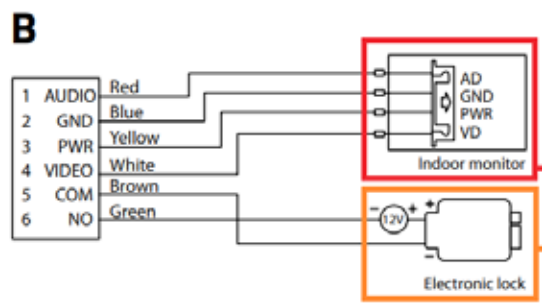 B
1 AUDIO Red
2 GND Blue
3 PWR Yellow
4 VIDEO White
5 COM Brown
6 NO Green
AD
GND
PWR
VD
Indoor monitor
- 12V + +
-
Electronic lock